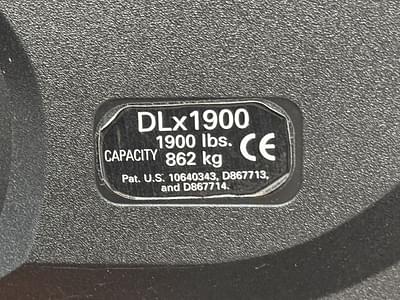 DLx1900
1900 lbs.
CAPACITY 862 kg CE
Pat. U.S. 10640343, D867713,
and D867714.